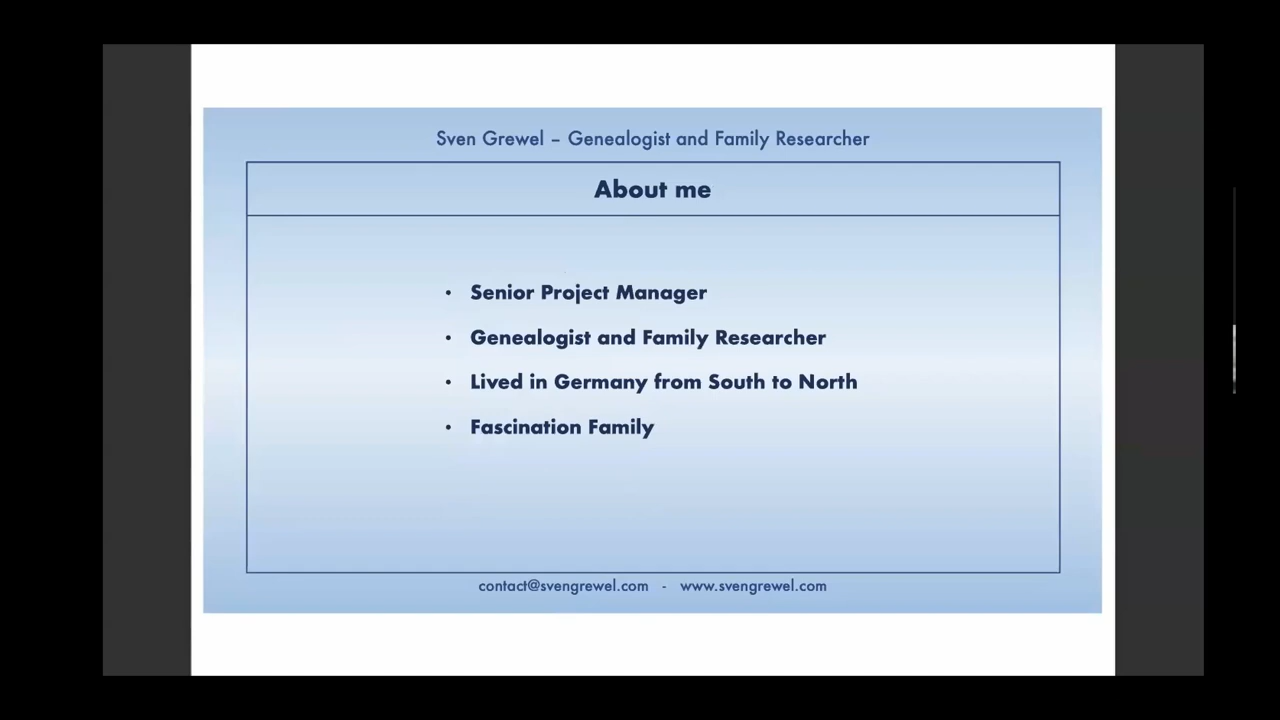 Sven Grewel – Genealogist and Family Researcher
About me
• Senior Project Manager
• Genealogist and Family Researcher
• Lived in Germany from South to North
• Fascination Family
contact@svengrewel.com - www.svengrewel.com